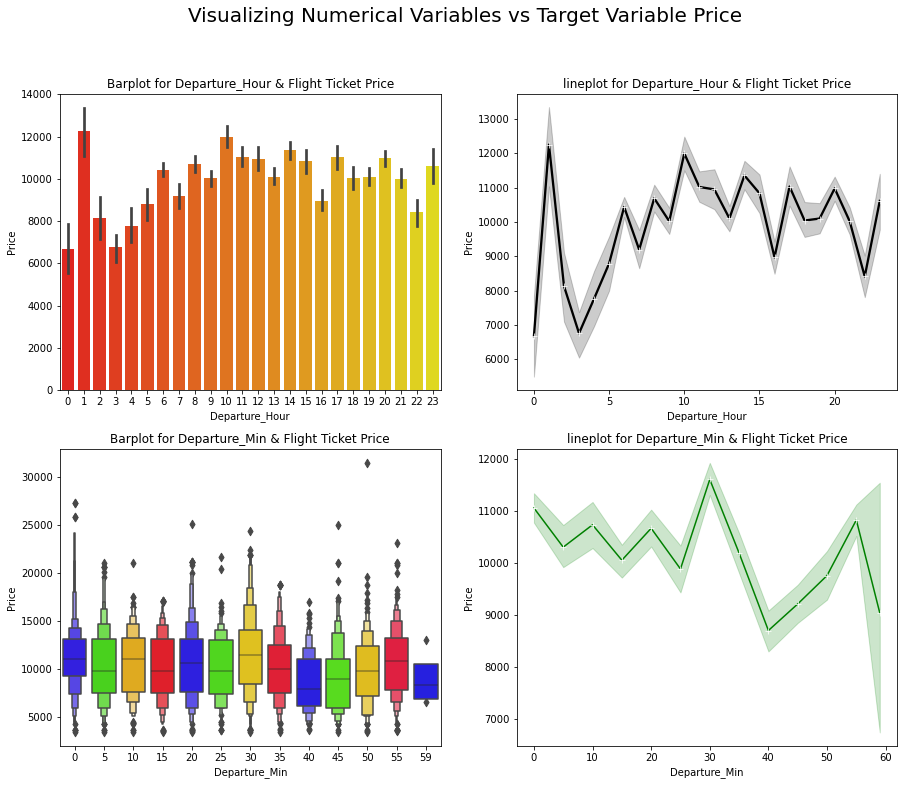 Visualizing Numerical Variables vs Target Variable Price
Barplot for Departure_Hour & Flight Ticket Price
14000
12000
10000
8000
6000
4000
2000
0
Price
0 1 2 3 4 5 6 7 8 9 10 11 12 13 14 15 16 17 18 19 20 21 22 23
Departure_Hour
lineplot for Departure_Hour & Flight Ticket Price
13000
12000
11000
10000
9000
8000
7000
6000
Price
0 5 10 15 20
Departure_Hour
Barplot for Departure_Min & Flight Ticket Price
30000
25000
20000
15000
10000
5000
Price
0 5 10 15 20 25 30 35 40 45 50 55 59
Departure_Min
lineplot for Departure_Min & Flight Ticket Price
12000
11000
10000
9000
8000
7000
Price
0 10 20 30 40 50 60
Departure_Min